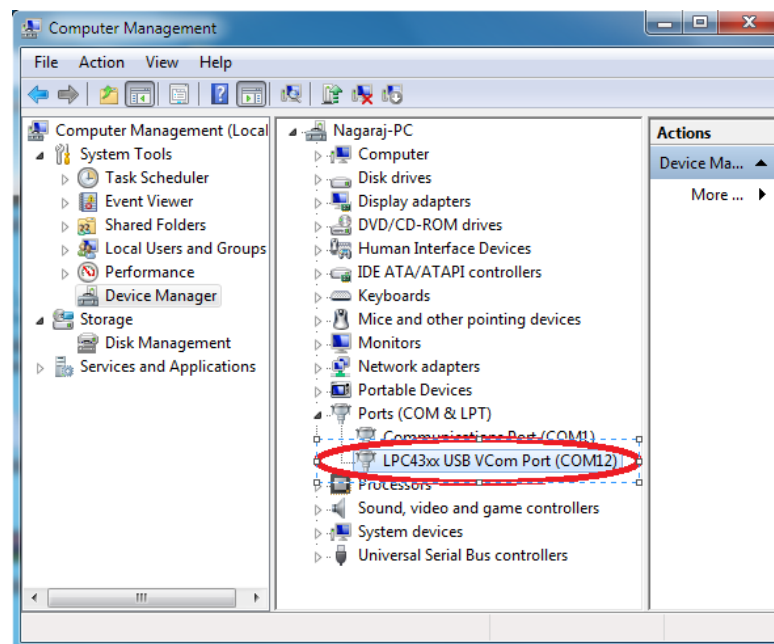 Computer Management
File Action View Help
Computer Management (Local
System Tools
Task Scheduler
Event Viewer
Shared Folders
Local Users and Groups
Performance
Device Manager
Storage
Disk Management
Services and Applications
Nagaraj-PC
Computer
Disk drives
Display adapters
DVD/CD-ROM drives
Human Interface Devices
IDE ATA/ATAPI controllers
Keyboards
Mice and other pointing devices
Monitors
Network adapters
Portable Devices
Ports (COM & LPT)
Communications Port (COM1)
LPC43xx USB VCom Port (COM12)
Processors
Sound, video and game controllers
System devices
Universal Serial Bus controllers
Actions
Device Ma...
More ...